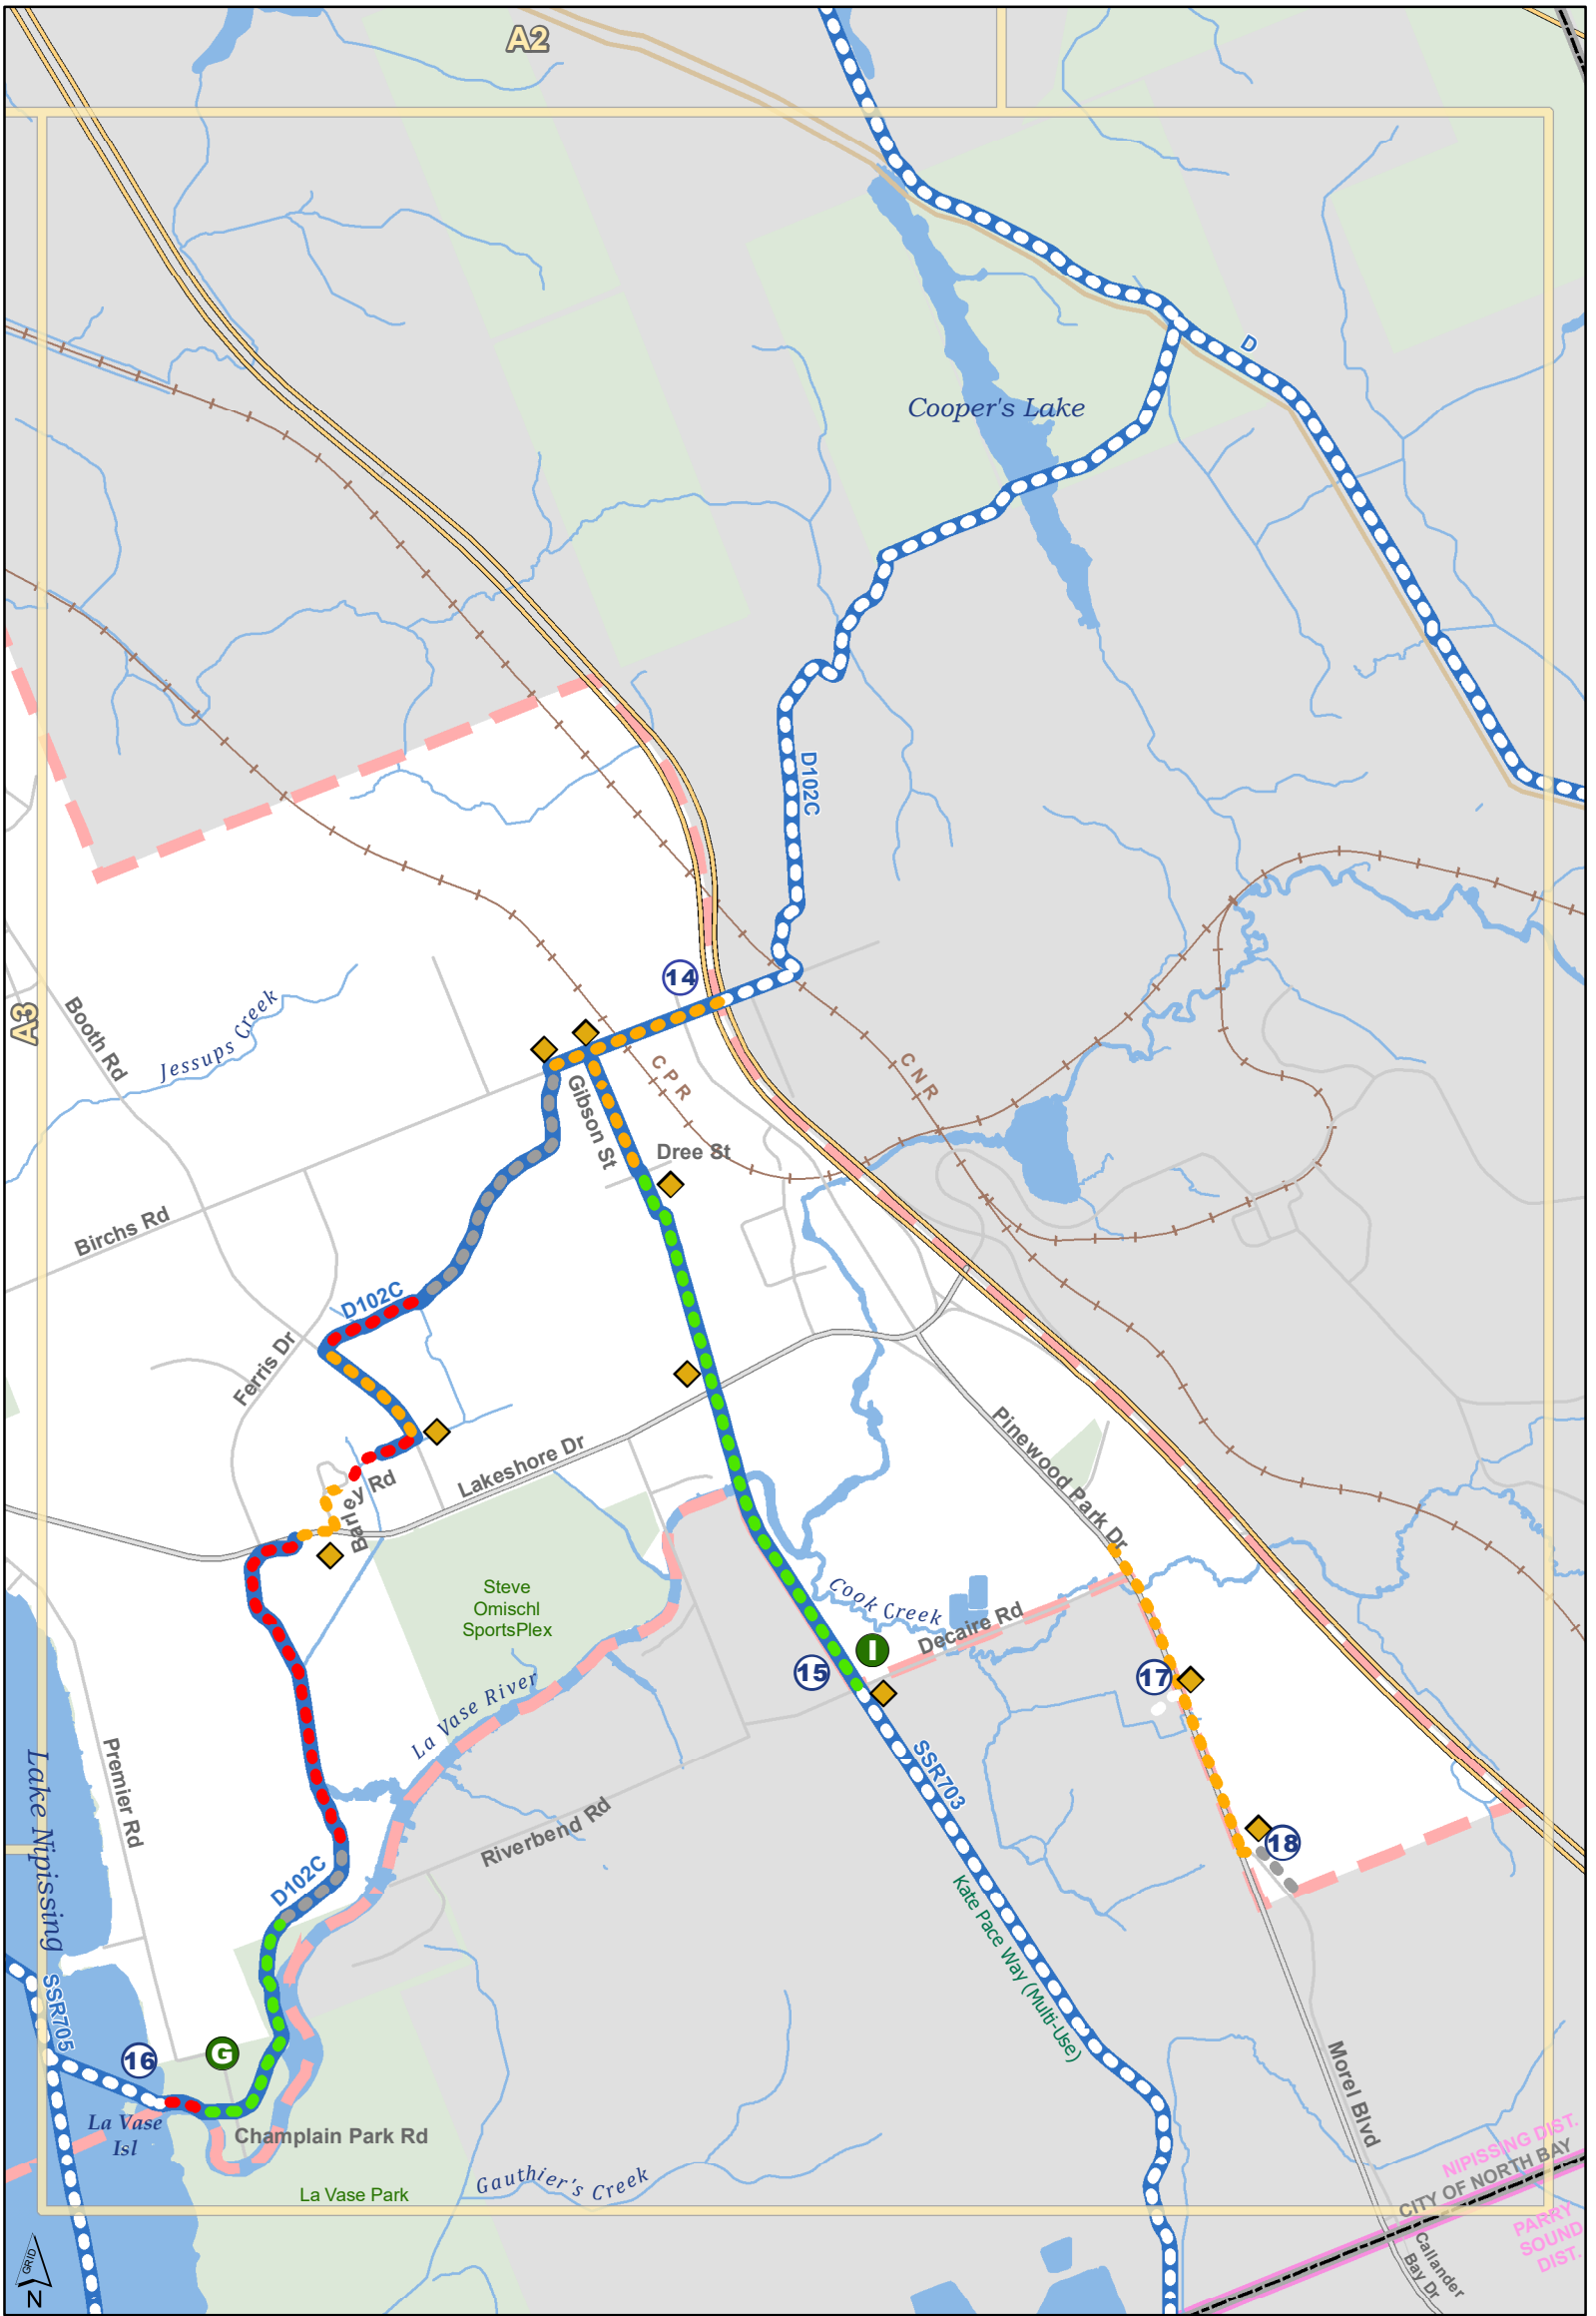 A2
D
Cooper's Lake
D102C
14
A3
Booth Rd
Jessups Creek
CPR
CNR
Gibson St
Dree St
Birchs Rd
D102C
Ferris Dr
Pinewood Park Dr
Lakeshore Dr
Barley Rd
Steve
Omischl
SportsPlex
Cook Creek
Decaire Rd
I
15
17
La Vase River
SSR703
Premier Rd
Lake Nipissing
Riverbend Rd
18
D102C
Kate Pace Way (Multi-Use)
SSR705
16
G
Morel Blvd
La Vase
Isl
Champlain Park Rd
Gauthier's Creek
La Vase Park
NIPISSING DIST.
CITY OF NORTH BAY
PARRY
SOUND
DIST.
Callander
Bay Dr
GRID
N